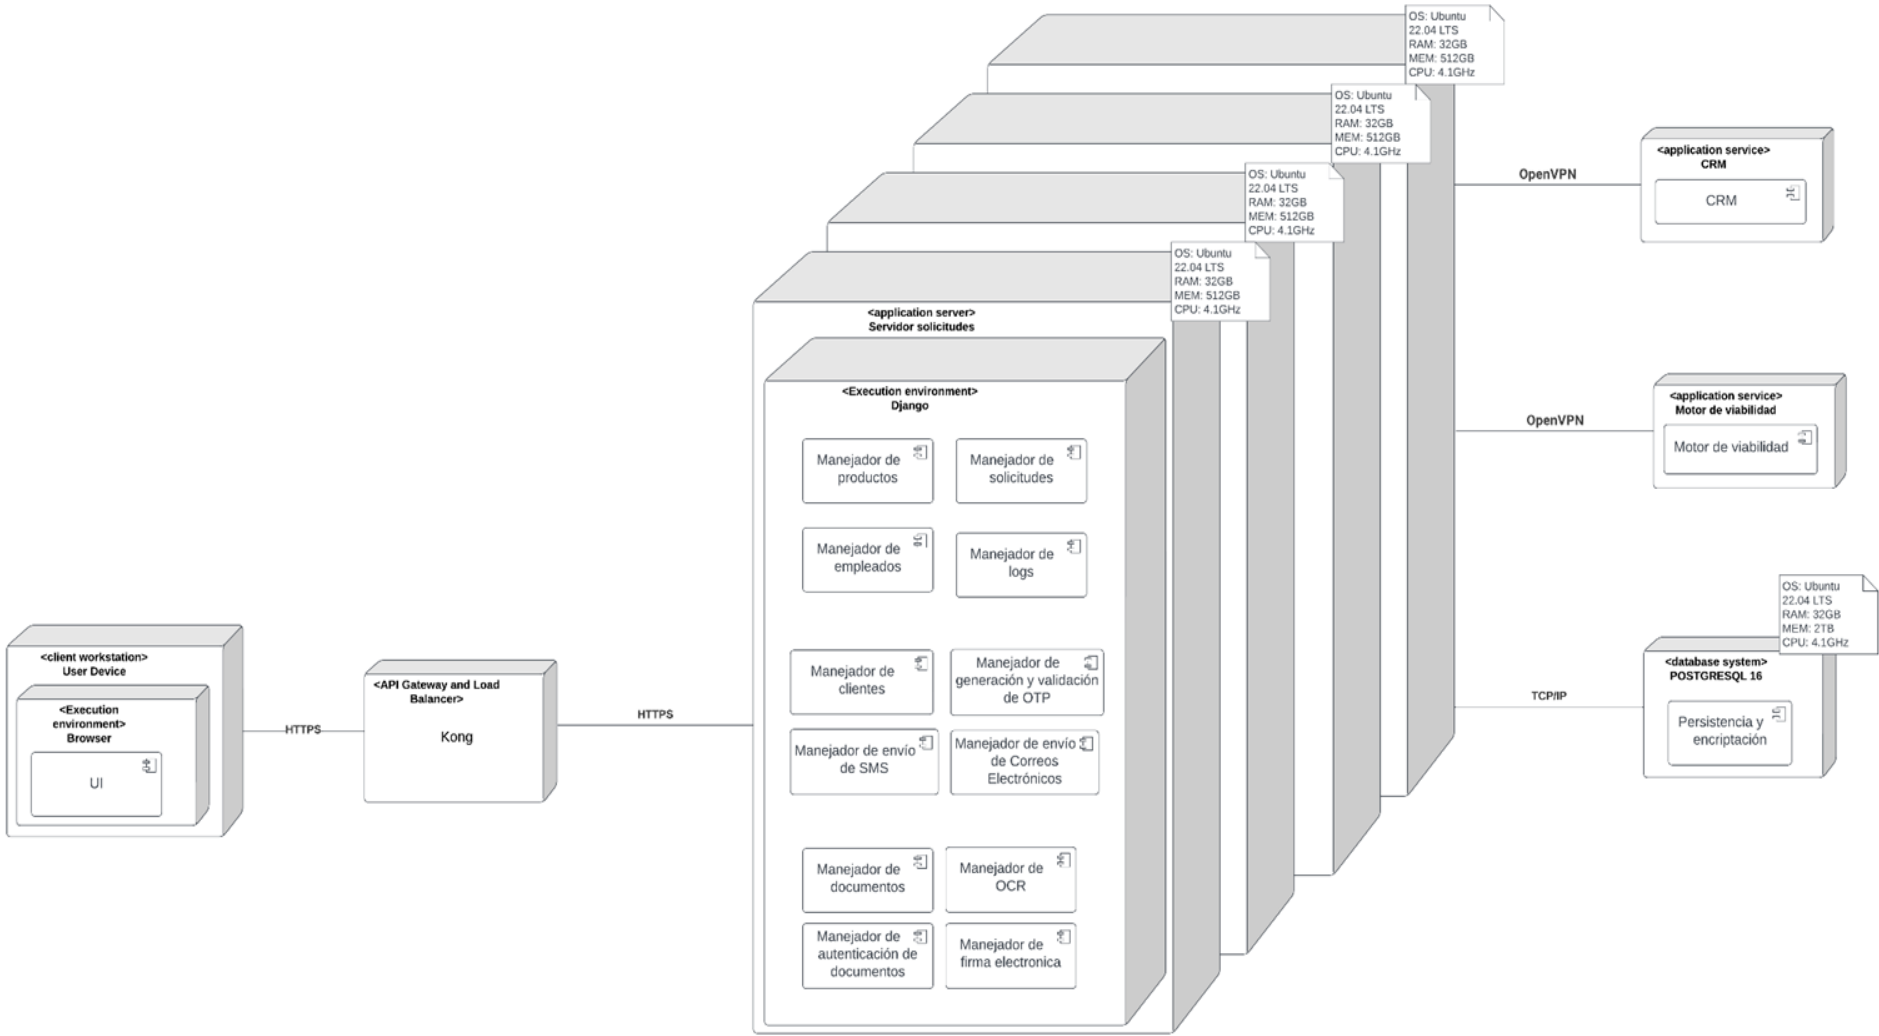 OS: Ubuntu
22.04 LTS
RAM: 32GB
MEM: 512GB
CPU: 4.1GHz
OS: Ubuntu
22.04 LTS
RAM: 32GB
MEM: 512GB
CPU: 4.1GHz
OS: Ubuntu
22.04 LTS
RAM: 32GB
MEM: 512GB
CPU: 4.1GHz
OS: Ubuntu
22.04 LTS
RAM: 32GB
MEM: 512GB
CPU: 4.1GHz
<application server>
Servidor solicitudes
<Execution environment>
Django
Manejador de
productos
Manejador de
solicitudes
Manejador de
empleados
Manejador de
logs
Manejador de
clientes
Manejador de
generación y validación
de OTP
Manejador de envío
de SMS
Manejador de envío
de Correos
Electrónicos
Manejador de
documentos
Manejador de
OCR
Manejador de
autenticación de
documentos
Manejador de
firma electronica
<client workstation>
User Device
<Execution
environment>
Browser
UI
HTTPS
<API Gateway and Load
Balancer>
Kong
HTTPS
OpenVPN
<application service>
CRM
CRM
OpenVPN
<application service>
Motor de viabilidad
Motor de viabilidad
TCP/IP
OS: Ubuntu
22.04 LTS
RAM: 32GB
MEM: 2TB
CPU: 4.1GHz
<database system>
POSTGRESQL 16
Persistencia y
encriptación